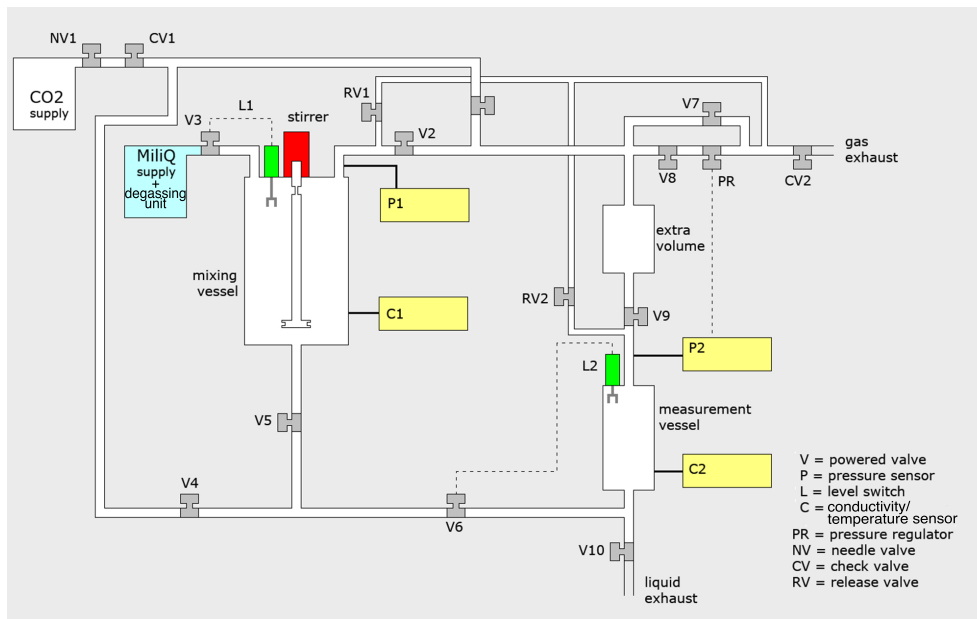 NV1
CV1
CO2
supply
RV1
L1
stirrer
V3
V2
V7
gas
exhaust
MiliQ
supply
+
degassing
unit
V8
PR
CV2
P1
extra
volume
mixing
vessel
RV2
C1
V9
P2
L2
measurement
vessel
V5
C2
V4
V6
V10
liquid
exhaust
V = powered valve
P = pressure sensor
L = level switch
C = conductivity/
temperature sensor
PR = pressure regulator
NV = needle valve
CV = check valve
RV = release valve